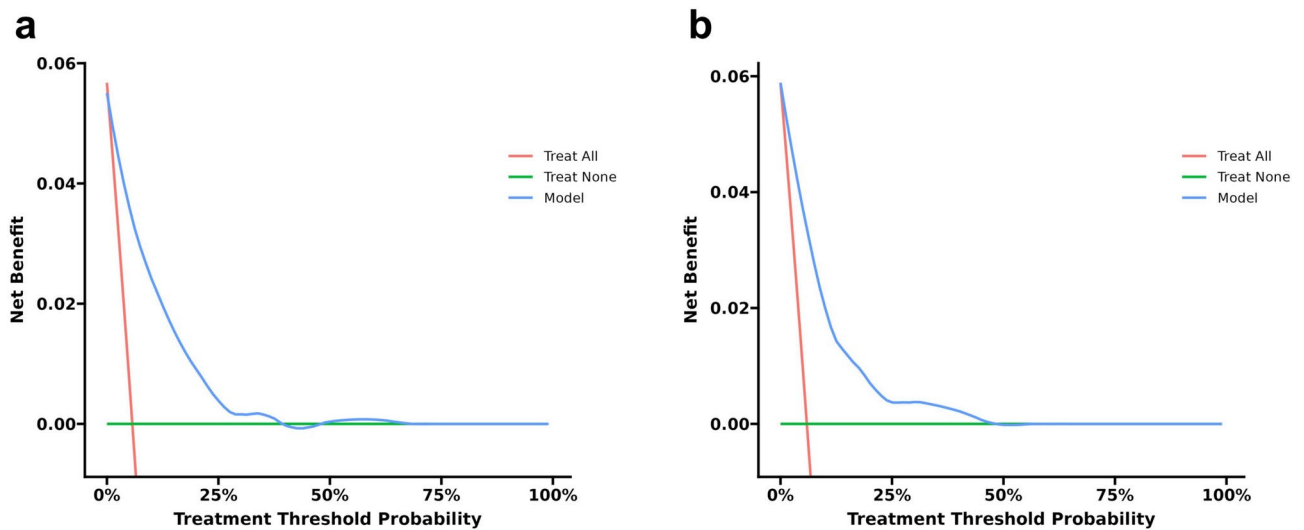 a
0.06
0.04
0.02
0.00
Net Benefit
0%
25%
50%
75%
100%
Treatment Threshold Probability
Treat All
Treat None
Model
b
0.06
0.04
0.02
0.00
Net Benefit
0%
25%
50%
75%
100%
Treatment Threshold Probability
Treat All
Treat None
Model